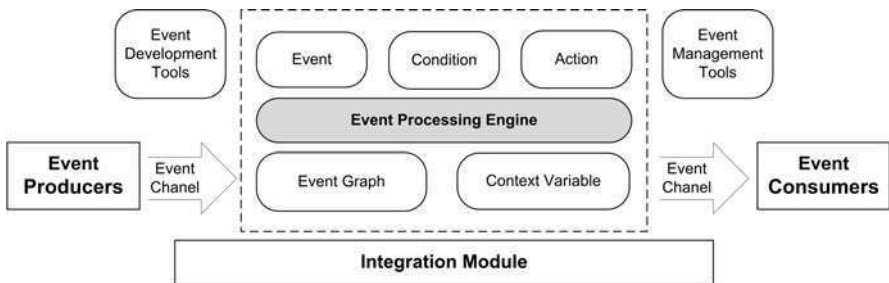 Event
Development
Tools
Event
Condition
Action
Event
Management
Tools
Event Processing Engine
Event
Producers
Event
Chanel
Event Graph
Context Variable
Event
Chanel
Event
Consumers
Integration Module